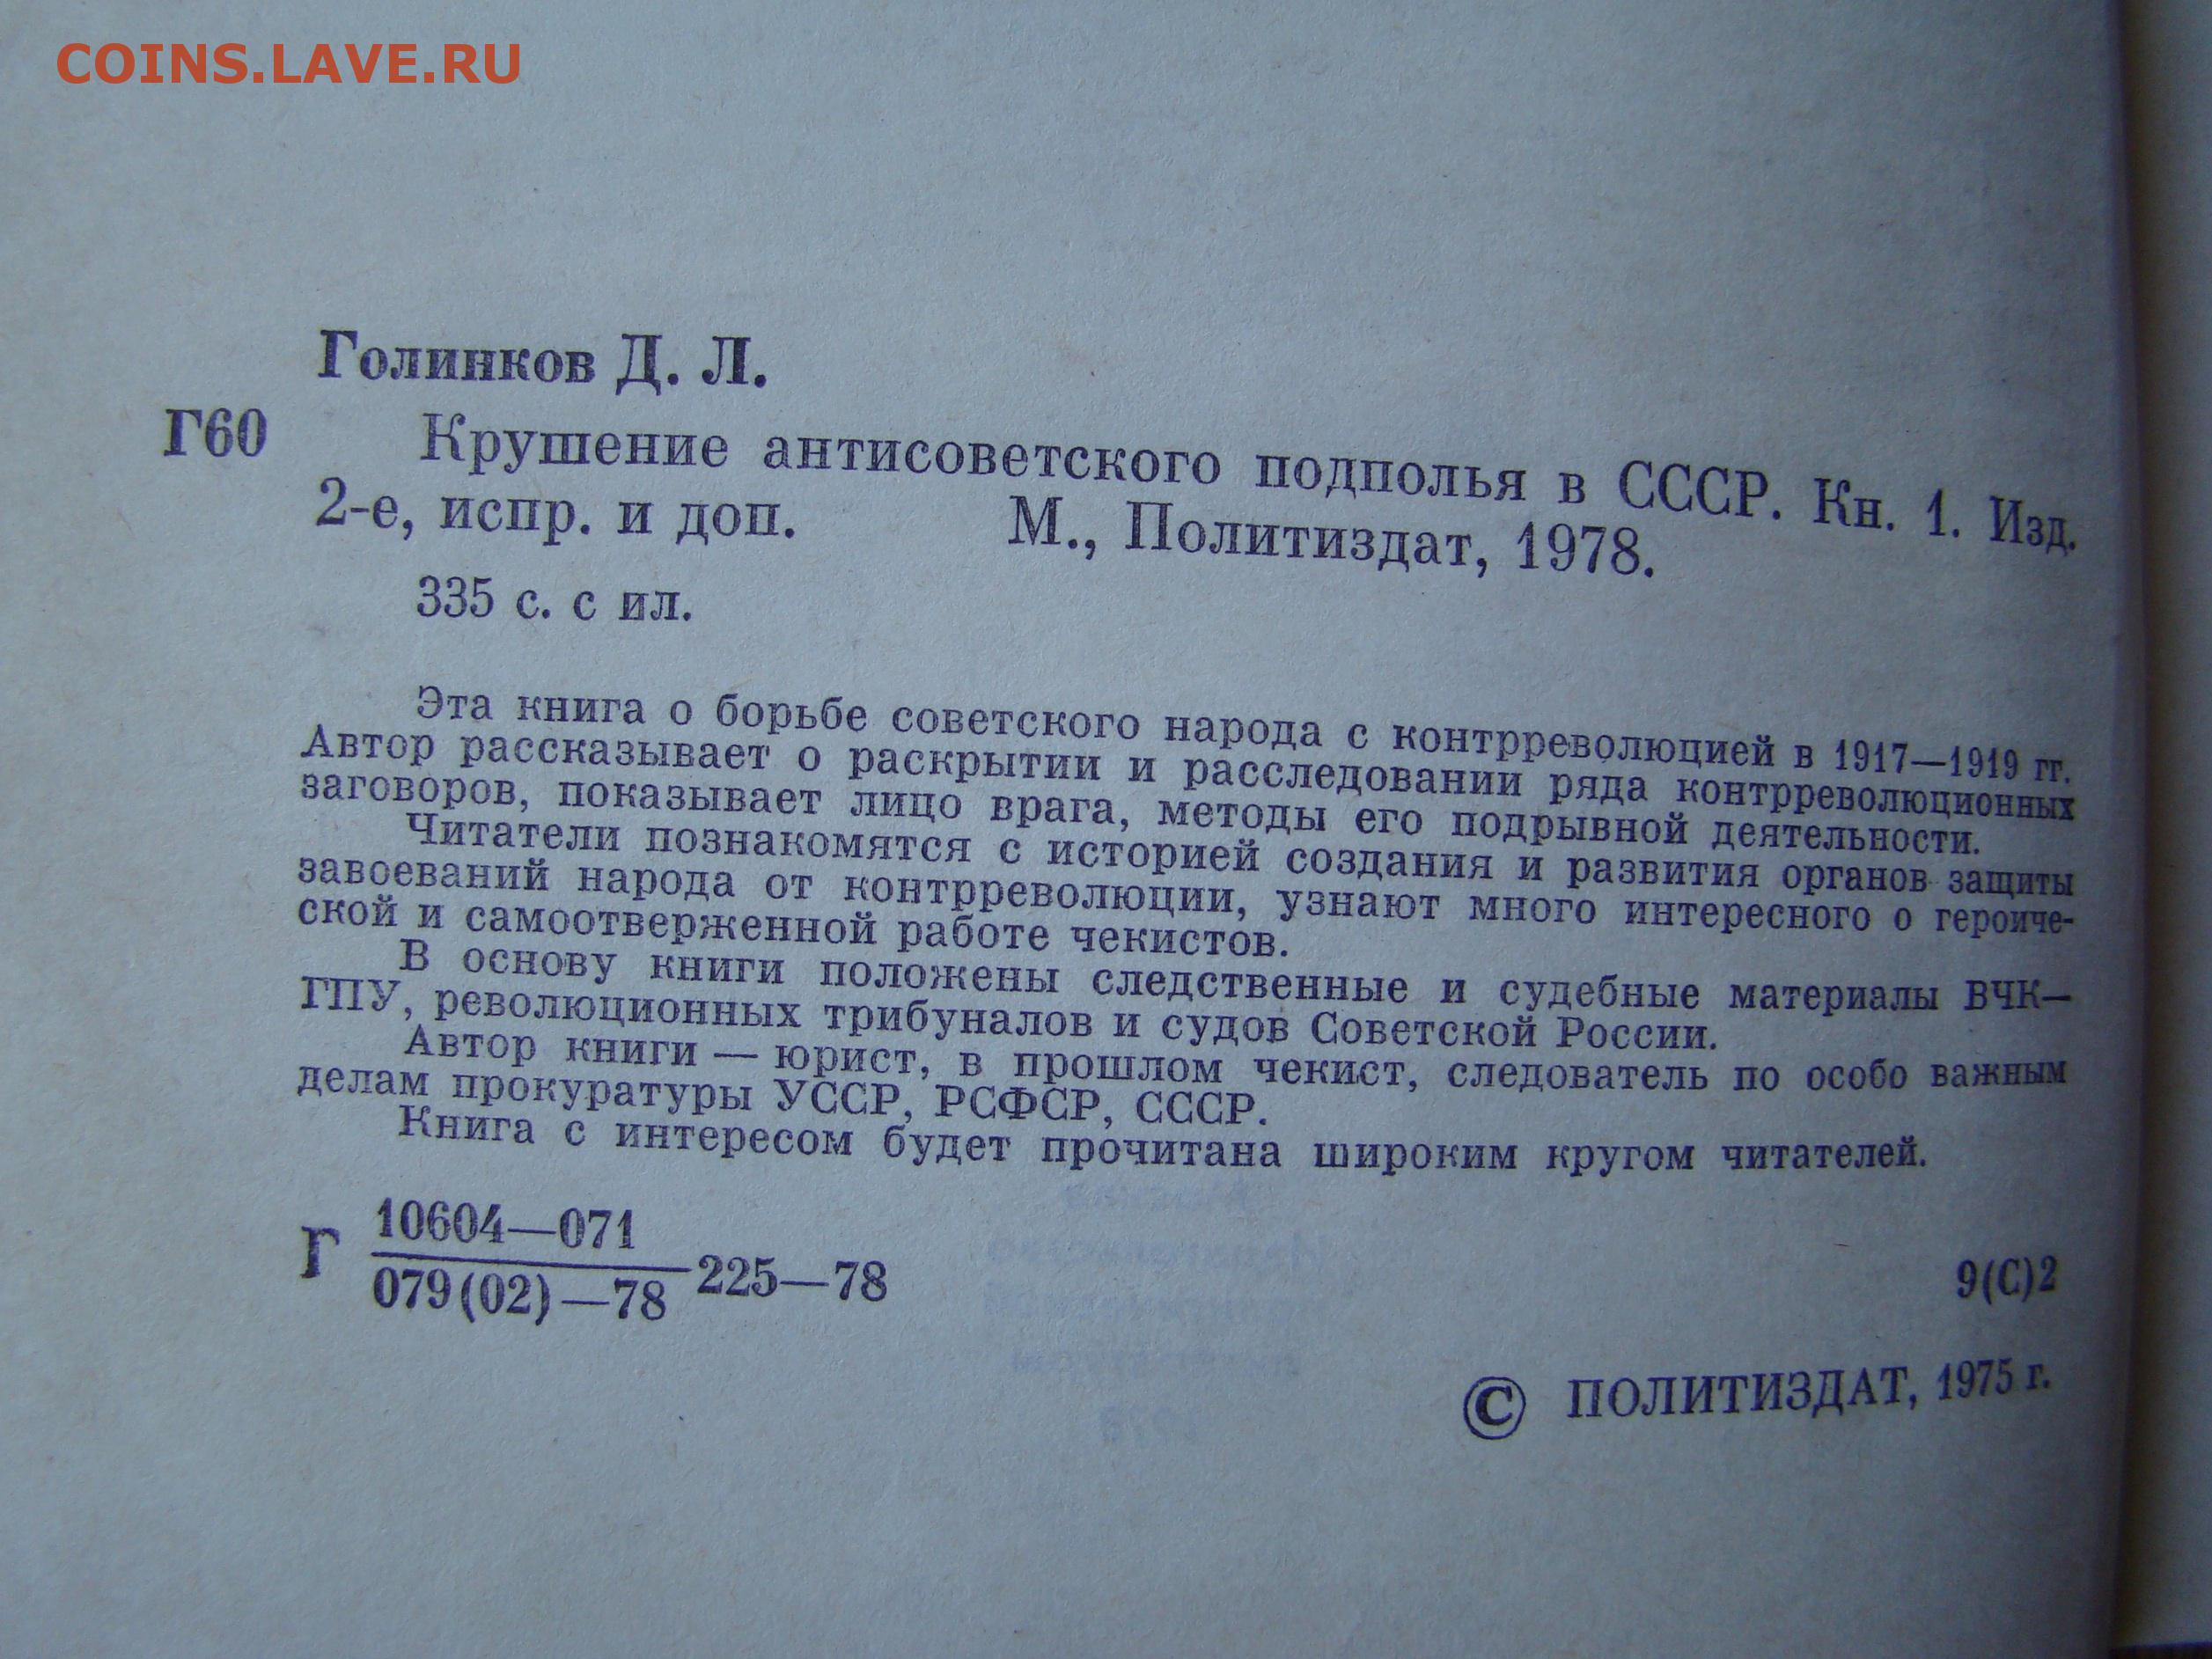 COINS.LAVE.RU
Голинков Д. Л.
Г60
Крушение антисоветского подполья в СССР. Кн. 1. Изд.
2-е, испр. и доп. М., Политиздат, 1978.
335 с. с ил.
Эта книга о борьбе советского народа с контрреволюцией в 1917—1919 гг.
Автор рассказывает о раскрытии и расследовании ряда контрреволюционных
заговоров, показывает лицо врага, методы его подрывной деятельности.
Читатели познакомятся с историей создания и развития органов защиты
завоеваний народа от контрреволюции, узнают много интересного о героиче-
ской и самоотверженной работе чекистов.
В основу книги положены следственные и судебные материалы ВЧК—
ГПУ, революционных трибуналов и судов Советской России.
Автор книги — юрист, в прошлом чекист, следователь по особо важным
делам прокуратуры УССР, РСФСР, СССР.
Книга с интересом будет прочитана широким кругом читателей.
Г 10604—071
079(02)—78 225—78
9(С)2
© ПОЛИТИЗДАТ, 1975 г.